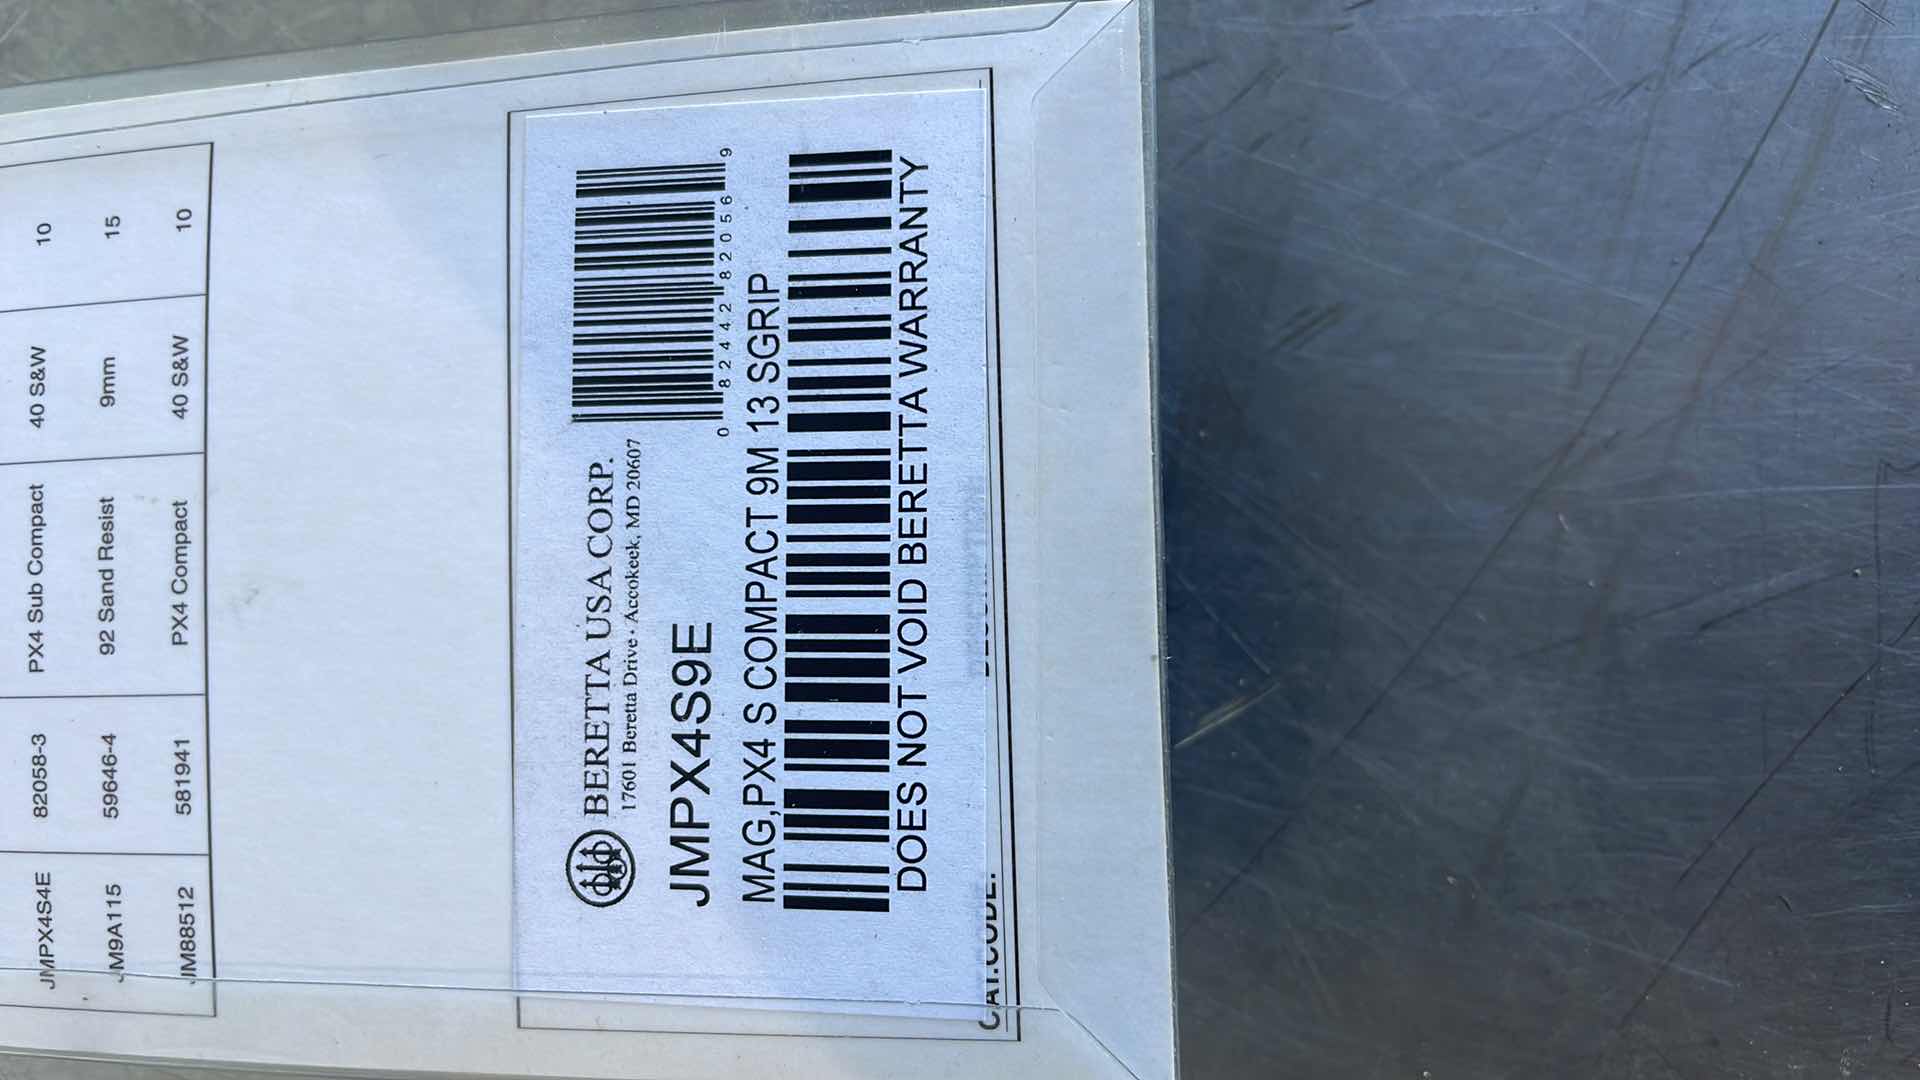 JMPX4S4E 82058-3 PX4 Sub Compact 40 S&W 10
JM9A115 59646-4 92 Sand Resist 9mm 15
JM88512 581941 PX4 Compact 40 S&W 10
BERETTA USA CORP.
17601 Beretta Drive · Accokeek, MD 20607
0 82442 82056 9
JMPX4S9E
MAG,PX4 S COMPACT 9M 13 SGRIP
DOES NOT VOID BERETTA WARRANTY
CAT.CODE: